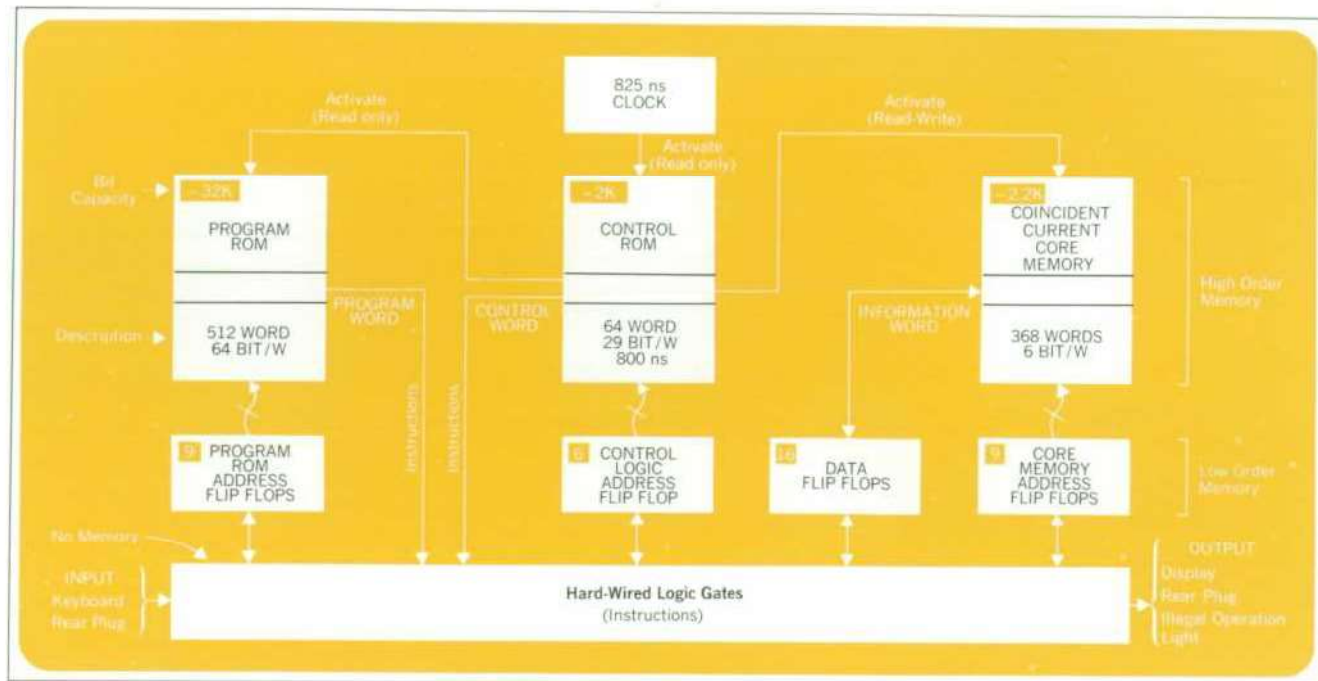 825 ns
CLOCK
Activate
(Read only)
Activate
(Read only)
Activate
(Read-Write)
Bit
Capacity
~32K
PROGRAM
ROM
~2K
CONTROL
ROM
~2.2K
COINCIDENT
CURRENT
CORE
MEMORY
High Order
Memory
PROGRAM
WORD
CONTROL
WORD
INFORMATION
WORD
Description
512 WORD
64 BIT/W
64 WORD
29 BIT/W
800 ns
368 WORDS
6 BIT/W
Instructions
Instructions
9
PROGRAM
ROM
ADDRESS
FLIP FLOPS
6
CONTROL
LOGIC
ADDRESS
FLIP FLOP
16
DATA
FLIP FLOPS
9
CORE
MEMORY
ADDRESS
FLIP FLOPS
Low Order
Memory
No Memory
INPUT
Keyboard
Rear Plug
Hard-Wired Logic Gates
(Instructions)
OUTPUT
Display
Rear Plug
Illegal Operation
Light